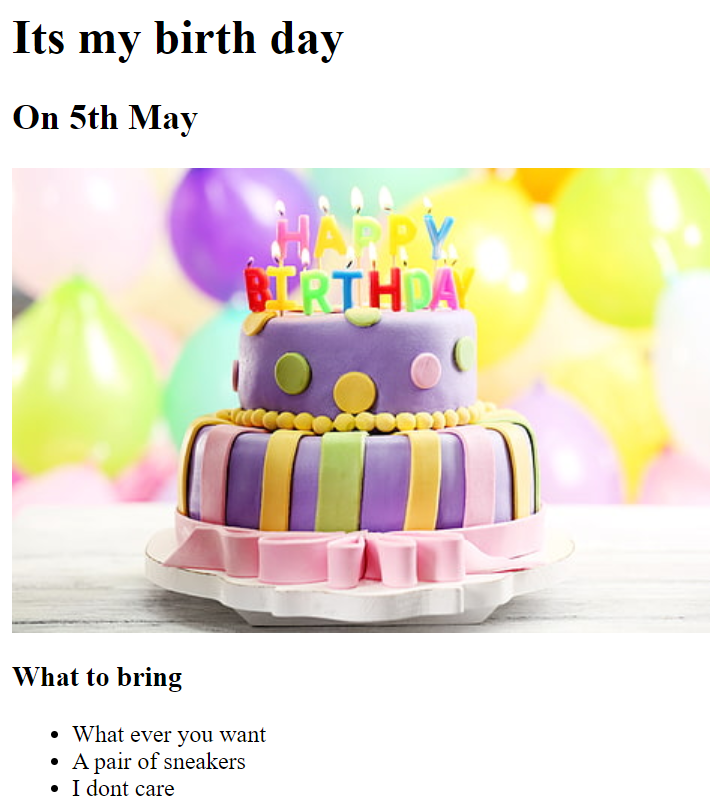 Its my birth day
On 5th May
HAPPY
BIRTHDAY
What to bring
What ever you want
A pair of sneakers
I dont care